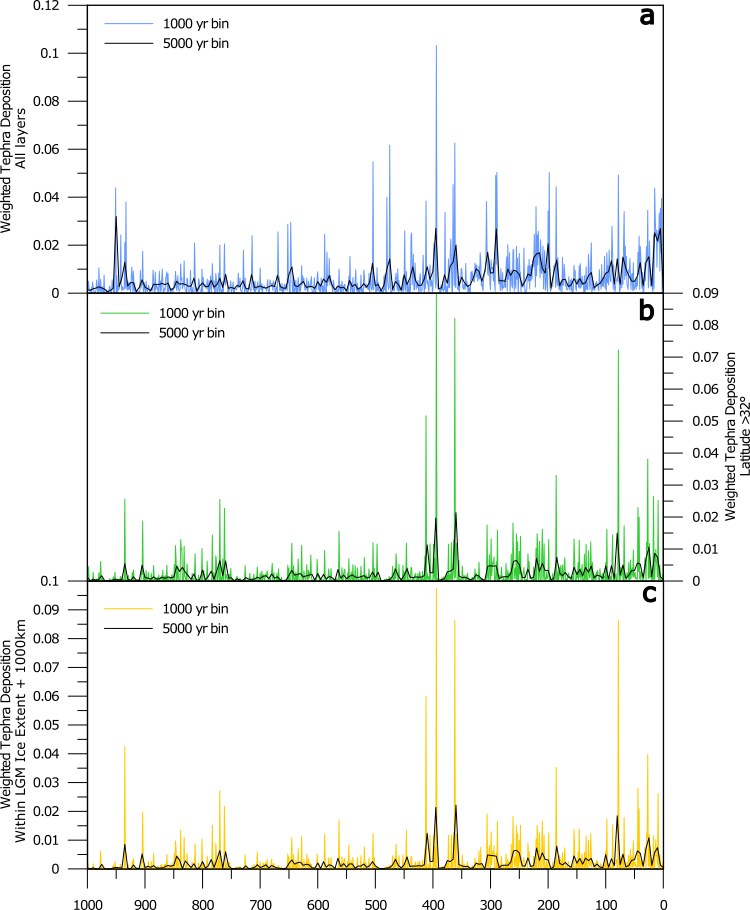 0.12
0.1
0.08
0.06
0.04
0.02
0
Weighted Tephra Deposition
All layers
1000 yr bin
5000 yr bin
a
0.09
0.08
0.07
0.06
0.05
0.04
0.03
0.02
0.01
0
Weighted Tephra Deposition
Latitude >32º
1000 yr bin
5000 yr bin
b
0.1
0.09
0.08
0.07
0.06
0.05
0.04
0.03
0.02
0.01
0
Weighted Tephra Deposition
Within LGM Ice Extent + 1000km
1000 yr bin
5000 yr bin
c
1000 900 800 700 600 500 400 300 200 100 0